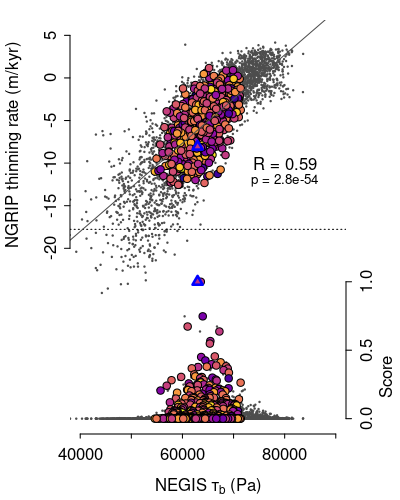 NGRIP thinning rate (m/kyr)
5
0
-5
-10
-15
-20
R = 0.59
p = 2.8e-54
1.0
0.5
0.0
Score
40000
60000
80000
NEGIS τb (Pa)